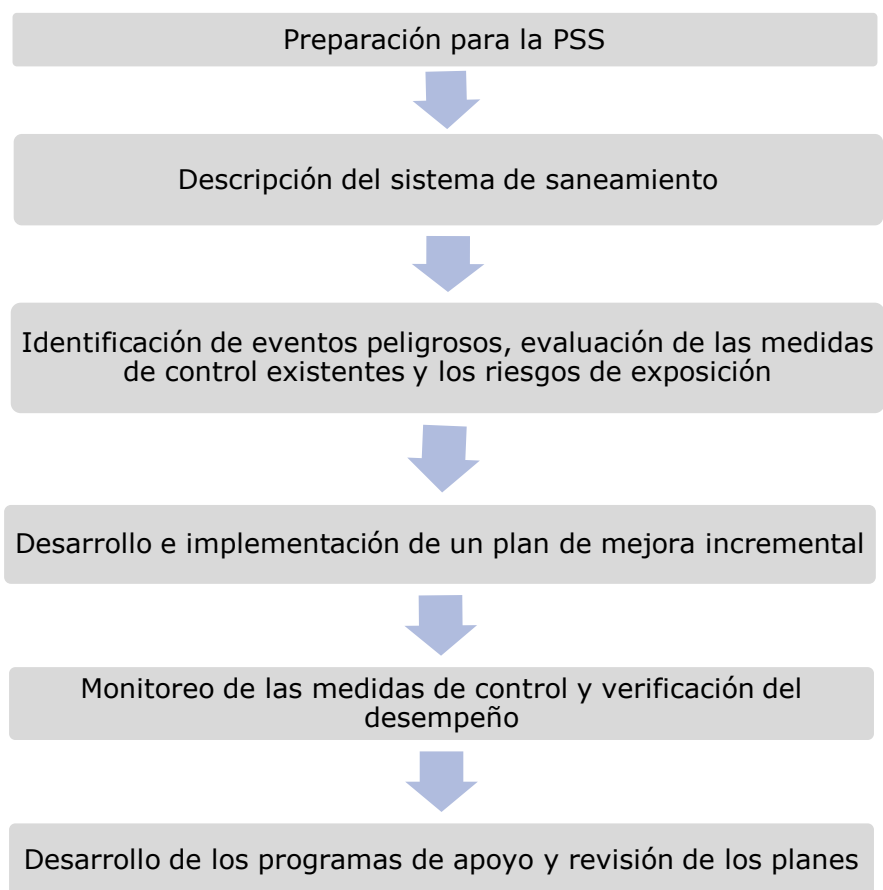 Preparación para la PSS
Descripción del sistema de saneamiento
Identificación de eventos peligrosos, evaluación de las medidas
de control existentes y los riesgos de exposición
Desarrollo e implementación de un plan de mejora incremental
Monitoreo de las medidas de control y verificación del
desempeño
Desarrollo de los programas de apoyo y revisión de los planes